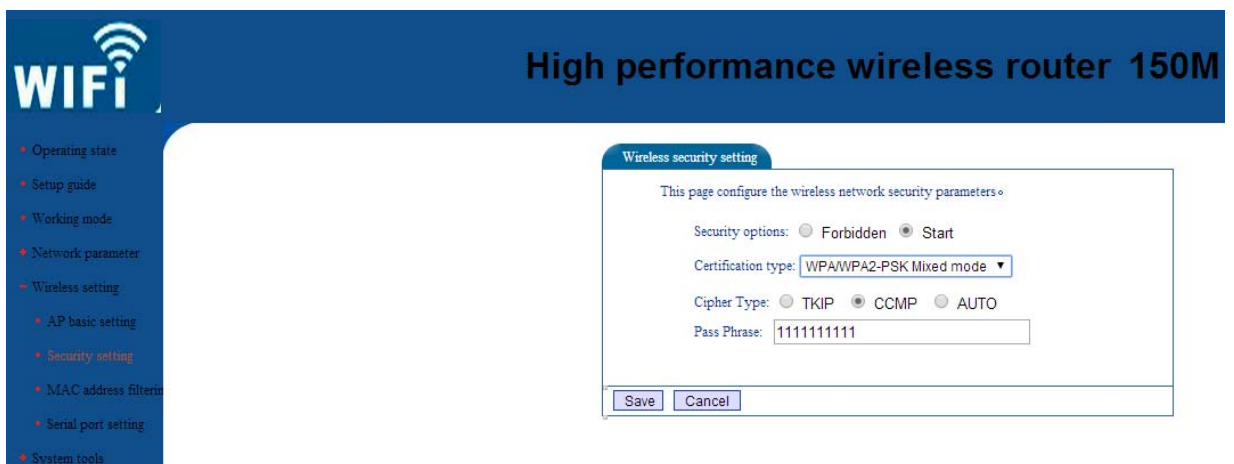 WIFi
High performance wireless router 150M
Operating state
Setup guide
Working mode
Network parameter
Wireless setting
AP basic setting
Security setting
MAC address filterin
Serial port setting
System tools
Wireless security setting
This page configure the wireless network security parameters。
Security options: Forbidden Start
Certification type: WPA/WPA2-PSK Mixed mode
Cipher Type: TKIP CCMP AUTO
Pass Phrase: 1111111111
Save Cancel